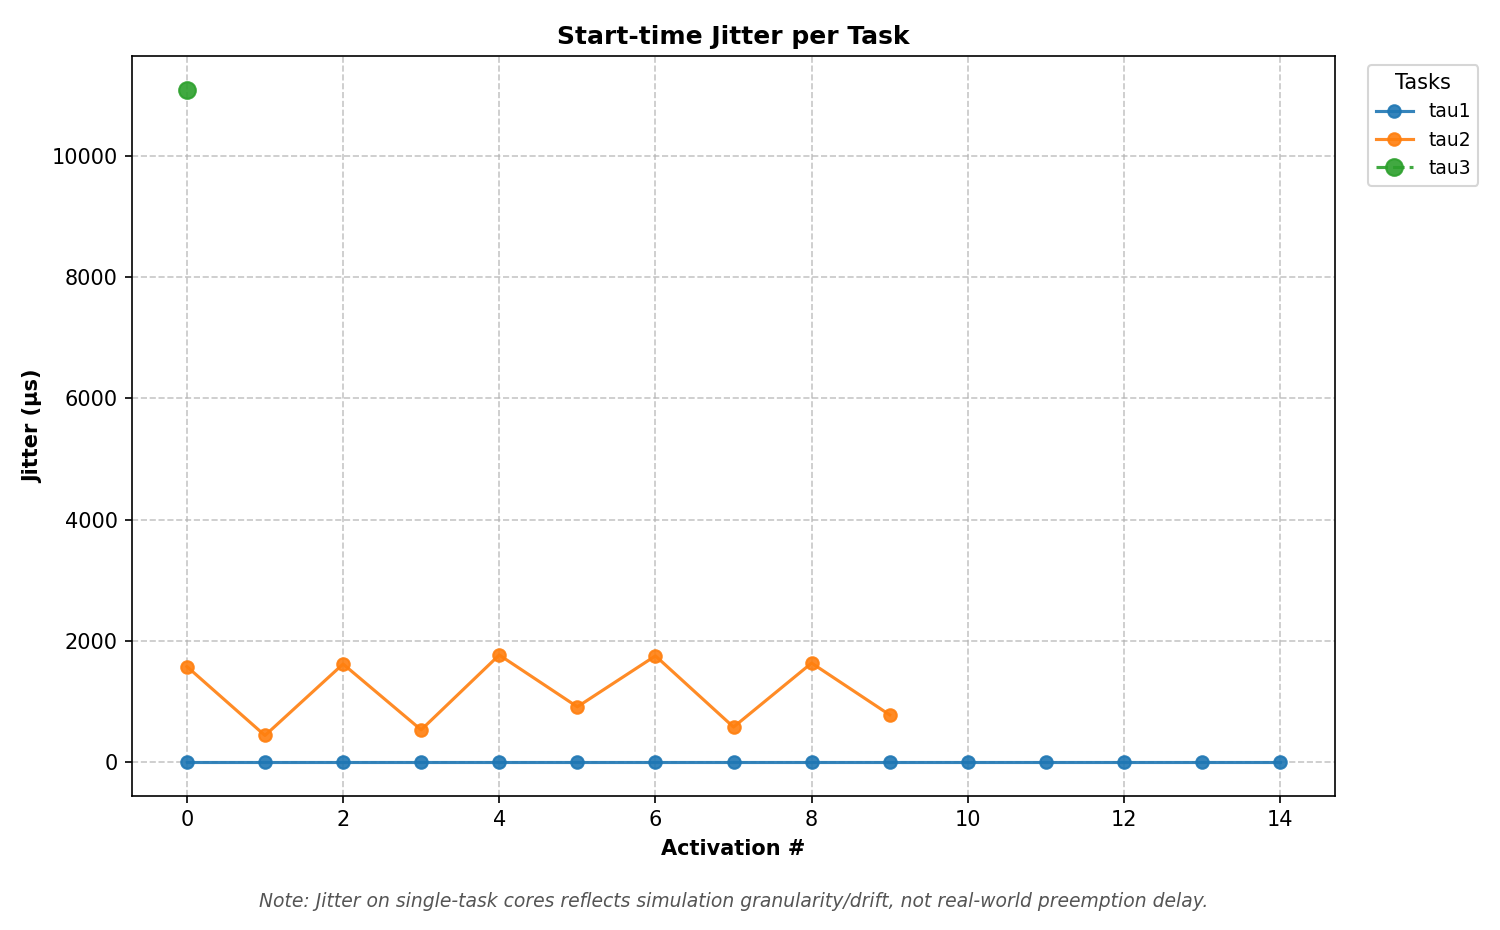 Start-time Jitter per Task
Tasks
tau1
tau2
tau3
Jitter (µs)
10000
8000
6000
4000
2000
0
0 2 4 6 8 10 12 14
Activation #
Note: Jitter on single-task cores reflects simulation granularity/drift, not real-world preemption delay.